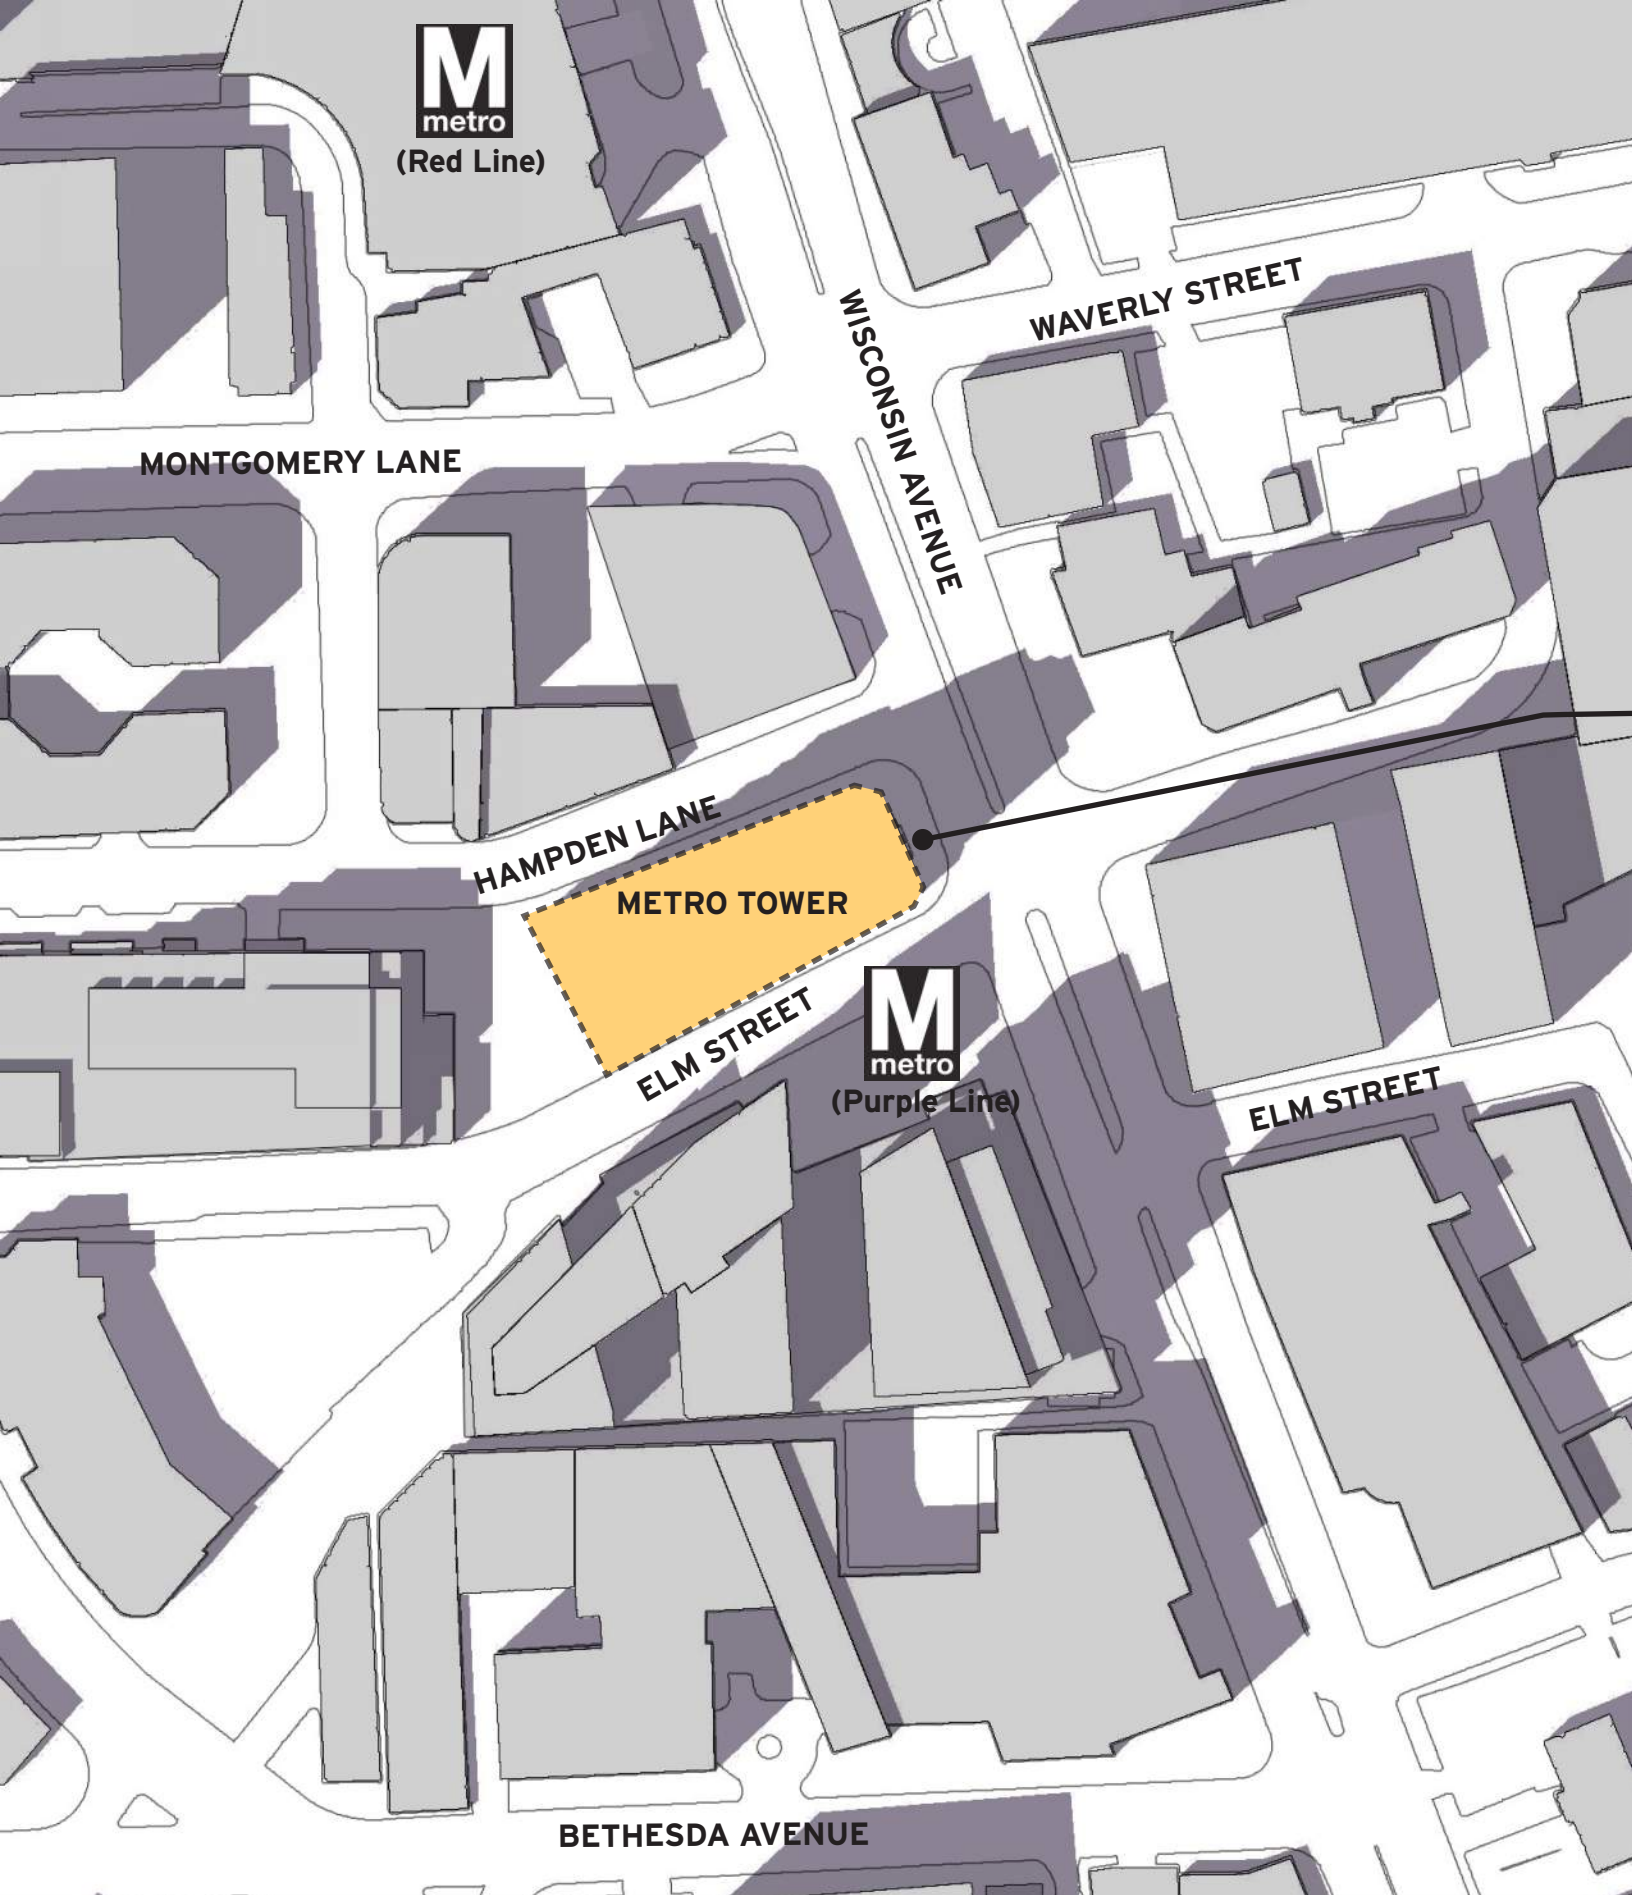 M
metro
(Red Line)
WAVERLY STREET
WISCONSIN AVENUE
MONTGOMERY LANE
HAMPDEN LANE
METRO TOWER
ELM STREET
M
metro
(Purple Line)
ELM STREET
BETHESDA AVENUE